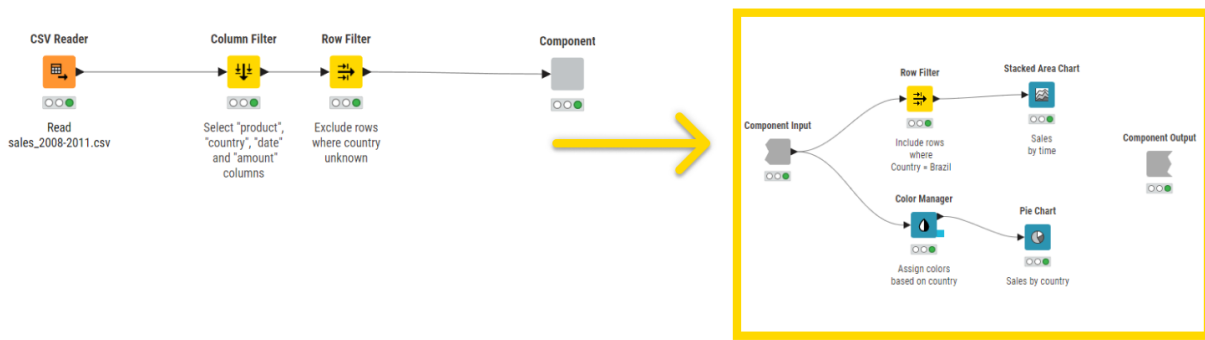 CSV Reader
Read
sales_2008-2011.csv
Column Filter
Select "product",
"country", "date"
and "amount"
columns
Row Filter
Exclude rows
where country
unknown
Component
Component Input
Row Filter
Include rows
where
Country = Brazil
Stacked Area Chart
Sales
by time
Color Manager
Assign colors
based on country
Pie Chart
Sales by country
Component Output